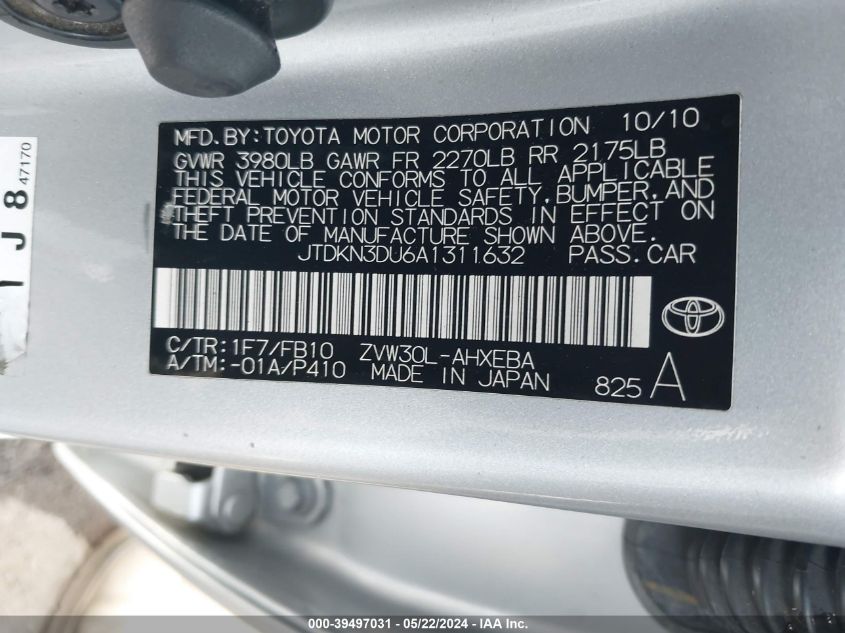 MFD. BY: TOYOTA MOTOR CORPORATION 10/10
GVWR 3980LB GAWR FR 2270LB RR 2175LB
THIS VEHICLE CONFORMS TO ALL APPLICABLE
FEDERAL MOTOR VEHICLE SAFETY, BUMPER, AND
THEFT PREVENTION STANDARDS IN EFFECT ON
THE DATE OF MANUFACTURE SHOWN ABOVE.
JTDKN3DU6A1311632 PASS. CAR
C/TR: 1F7/FB10 ZVW30L-AHXEBA
A/TM: -01A/P410 MADE IN JAPAN 825 A
J8 47170
000-39497031 - 05/22/2024 - IAA Inc.